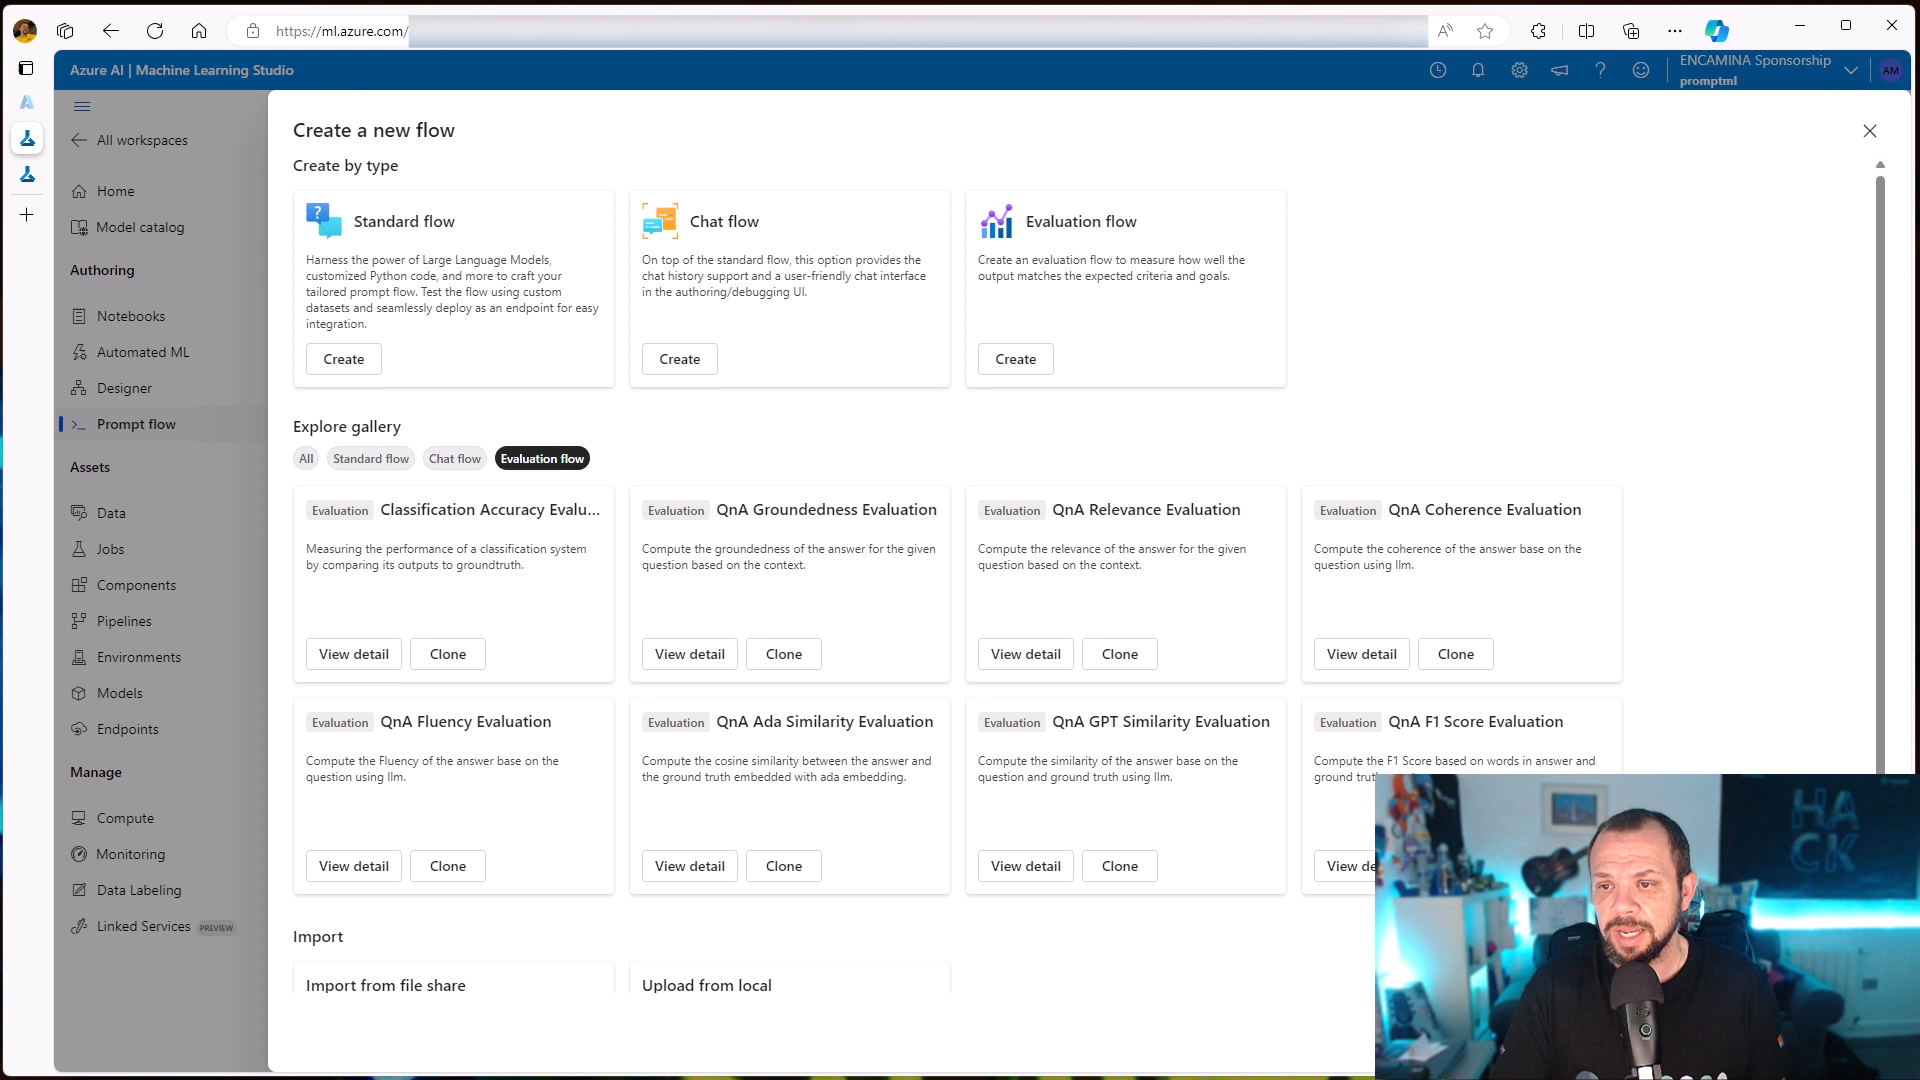 https://ml.azure.com/
Azure AI | Machine Learning Studio
ENCAMINA Sponsorship
promptml
AM
All workspaces
Home
Model catalog
Authoring
Notebooks
Automated ML
Designer
Prompt flow
Assets
Data
Jobs
Components
Pipelines
Environments
Models
Endpoints
Manage
Compute
Monitoring
Data Labeling
Linked Services PREVIEW
Create a new flow
Create by type
Standard flow
Harness the power of Large Language Models,
customized Python code, and more to craft your
tailored prompt flow. Test the flow using custom
datasets and seamlessly deploy as an endpoint for easy
integration.
Create
Chat flow
On top of the standard flow, this option provides the
chat history support and a user-friendly chat interface
in the authoring/debugging UI.
Create
Evaluation flow
Create an evaluation flow to measure how well the
output matches the expected criteria and goals.
Create
Explore gallery
All Standard flow Chat flow Evaluation flow
Evaluation Classification Accuracy Evalu...
Measuring the performance of a classification system
by comparing its outputs to groundtruth.
View detail Clone
Evaluation QnA Groundedness Evaluation
Compute the groundedness of the answer for the given
question based on the context.
View detail Clone
Evaluation QnA Relevance Evaluation
Compute the relevance of the answer for the given
question based on the context.
View detail Clone
Evaluation QnA Coherence Evaluation
Compute the coherence of the answer base on the
question using llm.
View detail Clone
Evaluation QnA Fluency Evaluation
Compute the Fluency of the answer base on the
question using llm.
View detail Clone
Evaluation QnA Ada Similarity Evaluation
Compute the cosine similarity between the answer and
the ground truth embedded with ada embedding.
View detail Clone
Evaluation QnA GPT Similarity Evaluation
Compute the similarity of the answer base on the
question and ground truth using llm.
View detail Clone
Evaluation QnA F1 Score Evaluation
Compute the F1 Score based on words in answer and
ground trut
View de
Import
Import from file share
Upload from local
HA
CK